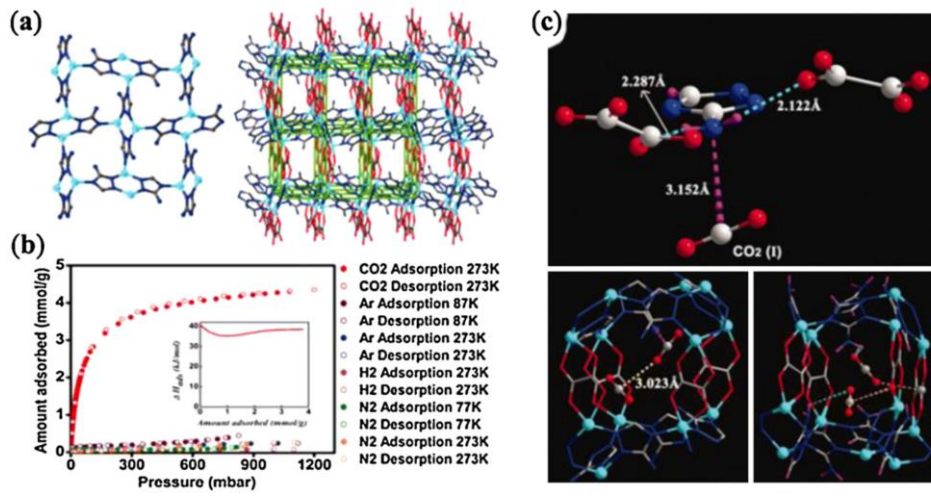 (a)
(b)
Amount adsorbed (mmol/g)
5
4
3
2
1
0
0
300
600
900
1200
Pressure (mbar)
ΔHads (kJ/mol)
40
30
20
10
0
0
1
2
3
4
Amount adsorbed (mmol/g)
CO2 Adsorption 273K
CO2 Desorption 273K
Ar Adsorption 87K
Ar Desorption 87K
Ar Adsorption 273K
Ar Desorption 273K
H2 Adsorption 273K
H2 Desorption 273K
N2 Adsorption 77K
N2 Desorption 77K
N2 Adsorption 273K
N2 Desorption 273K
(c)
2.287Å
2.122Å
3.152Å
CO₂ (I)
3.023Å